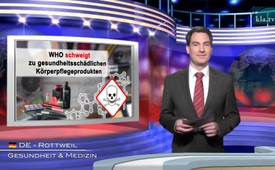 kla.tv
WHO schweigt
zu gesundheitsschädlichen
Körperpflegeprodukten
DE - Rottweil
Gesundheit & Medizin